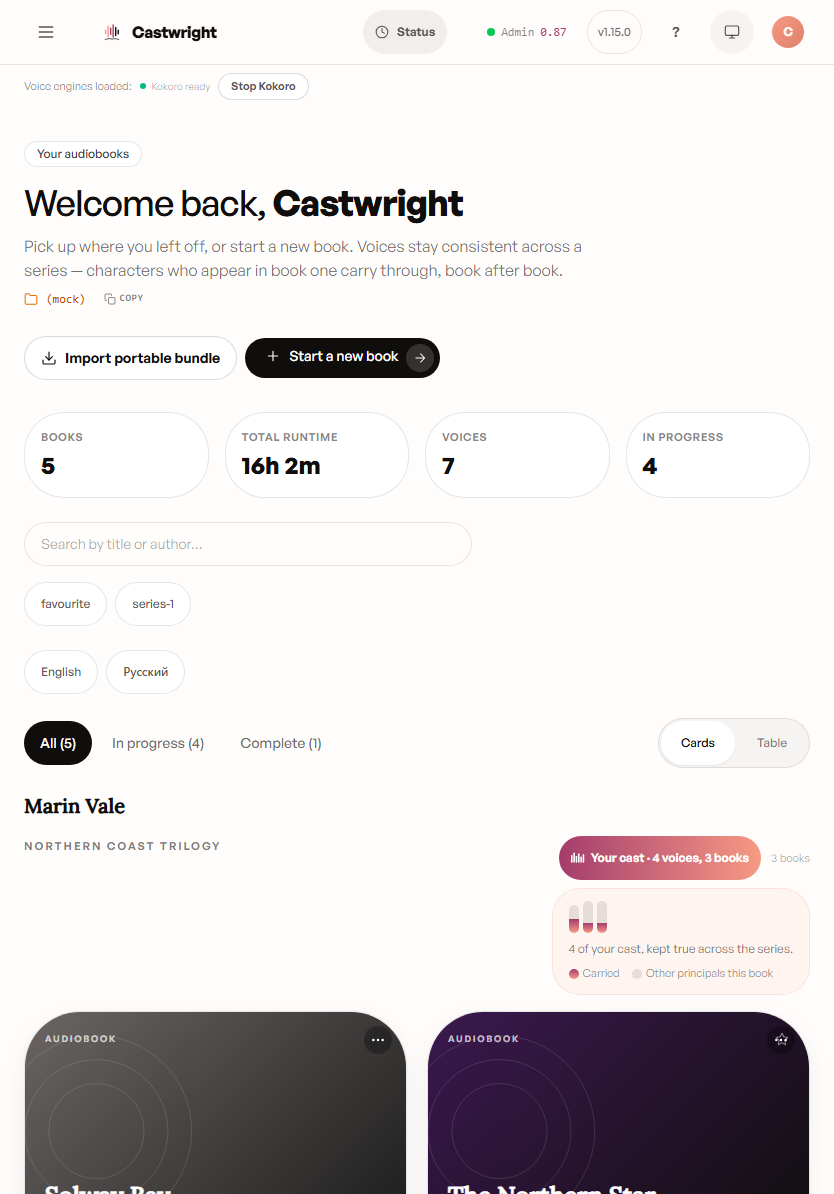 Castwright
Status
Admin 0.87
v1.15.0
?
C
Voice engines loaded:
Kokoro ready
Stop Kokoro
Your audiobooks
Welcome back, Castwright
Pick up where you left off, or start a new book. Voices stay consistent across a
series — characters who appear in book one carry through, book after book.
(mock)
COPY
Import portable bundle
Start a new book
BOOKS
5
TOTAL RUNTIME
16h 2m
VOICES
7
IN PROGRESS
4
Search by title or author...
favourite
series-1
English
Русский
All (5)
In progress (4)
Complete (1)
Cards
Table
Marin Vale
NORTHERN COAST TRILOGY
Your cast · 4 voices, 3 books
3 books
4 of your cast, kept true across the series.
Carried
Other principals this book
AUDIOBOOK
AUDIOBOOK
Solway Bay
The Northern Star